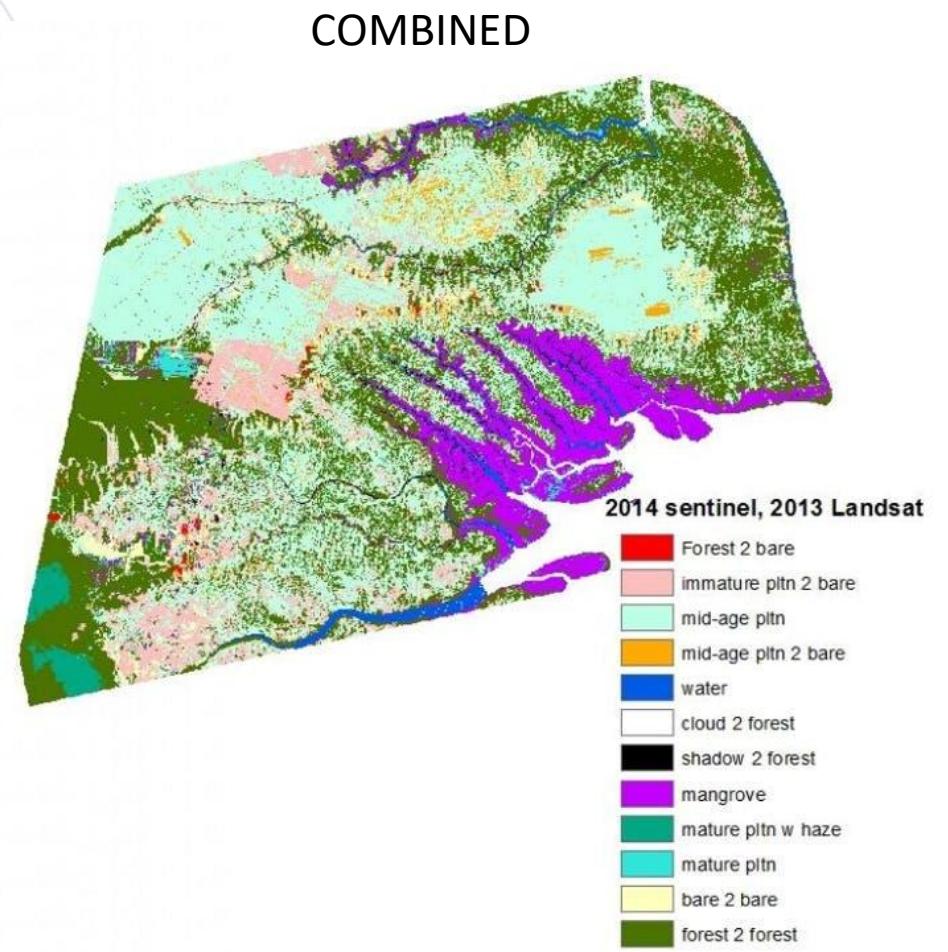 COMBINED
2014 sentinel, 2013 Landsat
Forest 2 bare
immature pltn 2 bare
mid-age pltn
mid-age pltn 2 bare
water
cloud 2 forest
shadow 2 forest
mangrove
mature pltn w haze
mature pltn
bare 2 bare
forest 2 forest